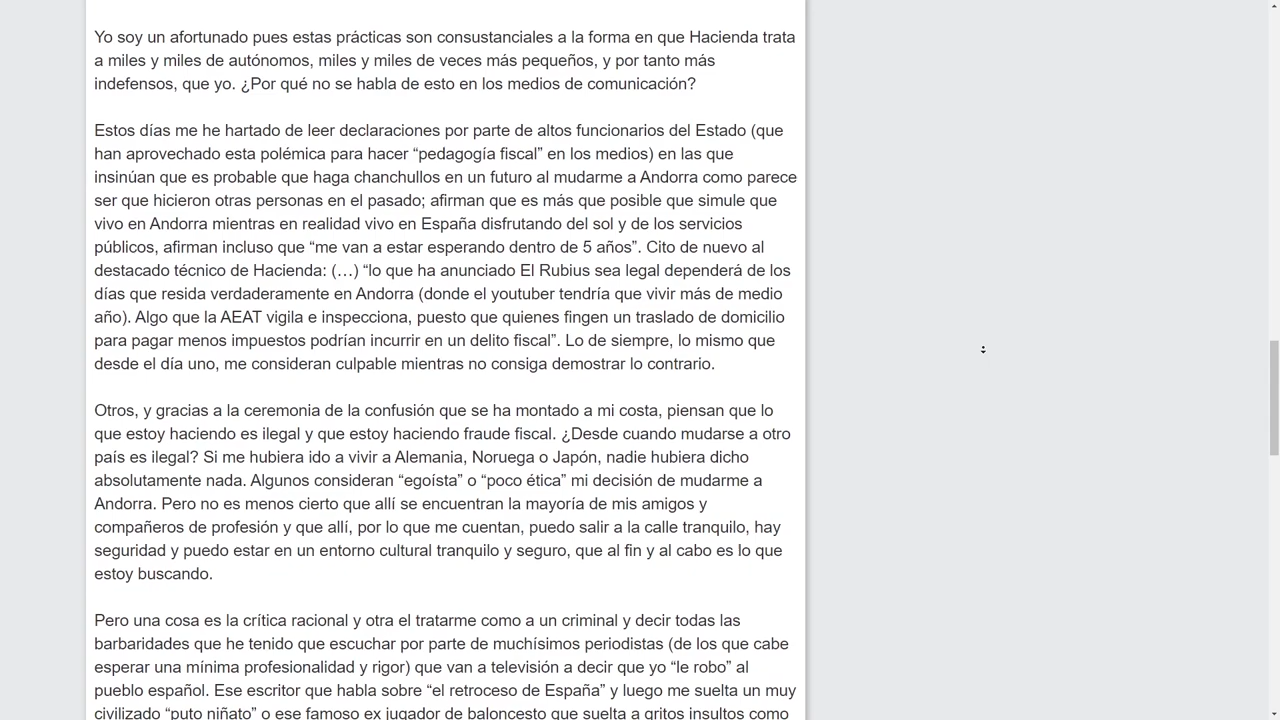 Yo soy un afortunado pues estas prácticas son consustanciales a la forma en que Hacienda trata
a miles y miles de autónomos, miles y miles de veces más pequeños, y por tanto más
indefensos, que yo. ¿Por qué no se habla de esto en los medios de comunicación?
Estos días me he hartado de leer declaraciones por parte de altos funcionarios del Estado (que
han aprovechado esta polémica para hacer “pedagogía fiscal” en los medios) en las que
insinúan que es probable que haga chanchullos en un futuro al mudarme a Andorra como parece
ser que hicieron otras personas en el pasado; afirman que es más que posible que simule que
vivo en Andorra mientras en realidad vivo en España disfrutando del sol y de los servicios
públicos, afirman incluso que “me van a estar esperando dentro de 5 años”. Cito de nuevo al
destacado técnico de Hacienda: (…) “lo que ha anunciado El Rubius sea legal dependerá de los
días que resida verdaderamente en Andorra (donde el youtuber tendría que vivir más de medio
año). Algo que la AEAT vigila e inspecciona, puesto que quienes fingen un traslado de domicilio
para pagar menos impuestos podrían incurrir en un delito fiscal”. Lo de siempre, lo mismo que
desde el día uno, me consideran culpable mientras no consiga demostrar lo contrario.
Otros, y gracias a la ceremonia de la confusión que se ha montado a mi costa, piensan que lo
que estoy haciendo es ilegal y que estoy haciendo fraude fiscal. ¿Desde cuando mudarse a otro
país es ilegal? Si me hubiera ido a vivir a Alemania, Noruega o Japón, nadie hubiera dicho
absolutamente nada. Algunos consideran “egoísta” o “poco ética” mi decisión de mudarme a
Andorra. Pero no es menos cierto que allí se encuentran la mayoría de mis amigos y
compañeros de profesión y que allí, por lo que me cuentan, puedo salir a la calle tranquilo, hay
seguridad y puedo estar en un entorno cultural tranquilo y seguro, que al fin y al cabo es lo que
estoy buscando.
Pero una cosa es la crítica racional y otra el tratarme como a un criminal y decir todas las
barbaridades que he tenido que escuchar por parte de muchísimos periodistas (de los que cabe
esperar una mínima profesionalidad y rigor) que van a televisión a decir que yo “le robo” al
pueblo español. Ese escritor que habla sobre “el retroceso de España” y luego me suelta un muy
civilizado “puto niñato” o ese famoso ex jugador de baloncesto que suelta a gritos insultos como